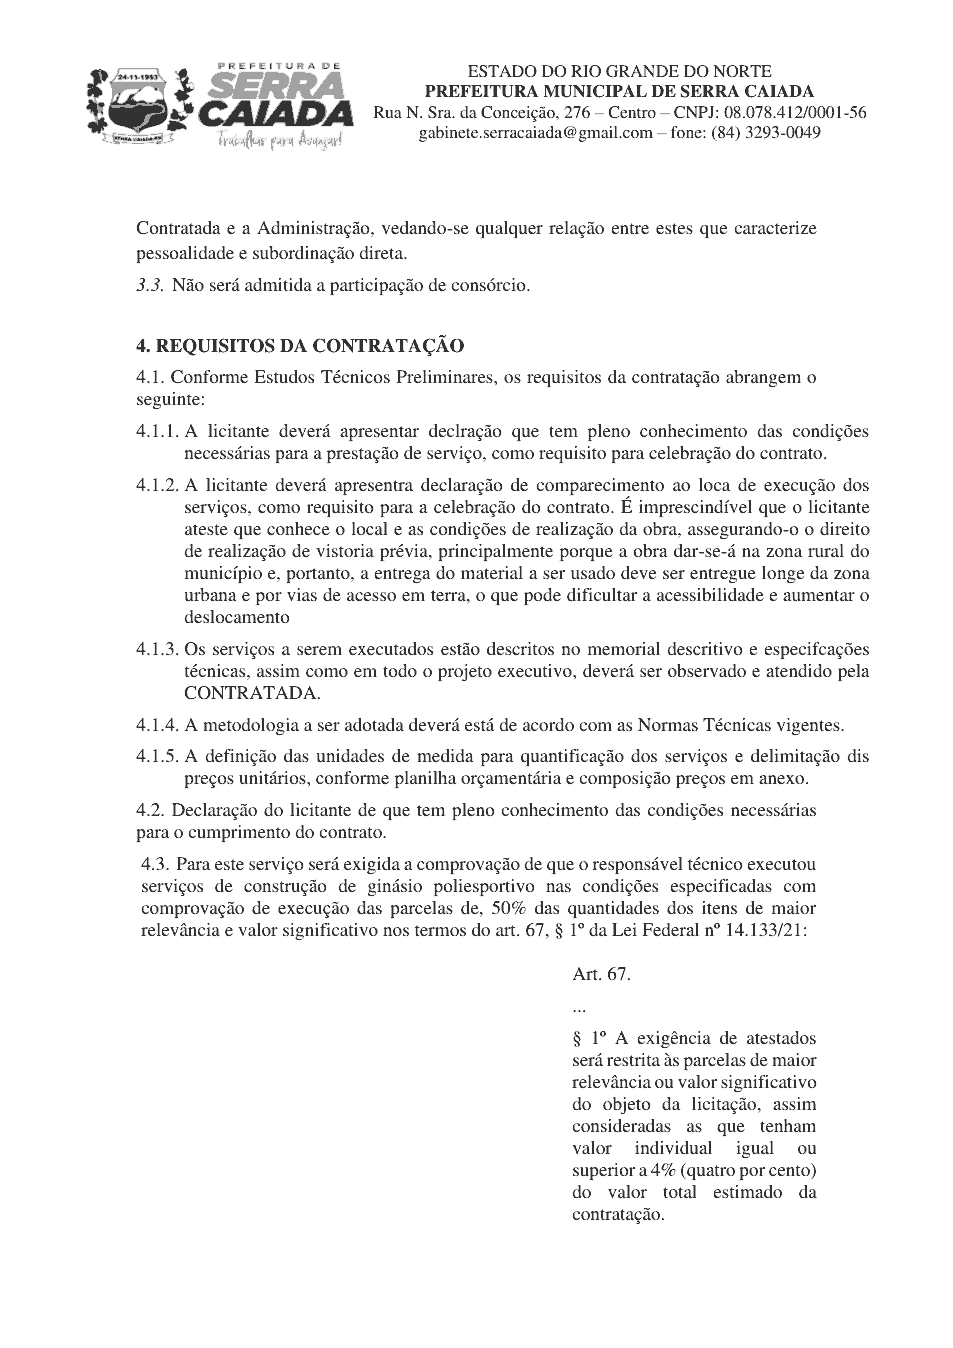 24-11-1953
SERRA CAIADA-RN
PREFEITURA DE
SERRA
CAIADA
Trabalhar para Avançar!
ESTADO DO RIO GRANDE DO NORTE
PREFEITURA MUNICIPAL DE SERRA CAIADA
Rua N. Sra. da Conceição, 276 – Centro – CNPJ: 08.078.412/0001-56
gabinete.serracaiada@gmail.com – fone: (84) 3293-0049
Contratada e a Administração, vedando-se qualquer relação entre estes que caracterize
pessoalidade e subordinação direta.
3.3. Não será admitida a participação de consórcio.
4. REQUISITOS DA CONTRATAÇÃO
4.1. Conforme Estudos Técnicos Preliminares, os requisitos da contratação abrangem o
seguinte:
4.1.1. A licitante deverá apresentar declração que tem pleno conhecimento das condições
necessárias para a prestação de serviço, como requisito para celebração do contrato.
4.1.2. A licitante deverá apresentra declaração de comparecimento ao loca de execução dos
serviços, como requisito para a celebração do contrato. É imprescindível que o licitante
ateste que conhece o local e as condições de realização da obra, assegurando-o o direito
de realização de vistoria prévia, principalmente porque a obra dar-se-á na zona rural do
município e, portanto, a entrega do material a ser usado deve ser entregue longe da zona
urbana e por vias de acesso em terra, o que pode dificultar a acessibilidade e aumentar o
deslocamento
4.1.3. Os serviços a serem executados estão descritos no memorial descritivo e especifcações
técnicas, assim como em todo o projeto executivo, deverá ser observado e atendido pela
CONTRATADA.
4.1.4. A metodologia a ser adotada deverá está de acordo com as Normas Técnicas vigentes.
4.1.5. A definição das unidades de medida para quantificação dos serviços e delimitação dis
preços unitários, conforme planilha orçamentária e composição preços em anexo.
4.2. Declaração do licitante de que tem pleno conhecimento das condições necessárias
para o cumprimento do contrato.
4.3. Para este serviço será exigida a comprovação de que o responsável técnico executou
serviços de construção de ginásio poliesportivo nas condições especificadas com
comprovação de execução das parcelas de, 50% das quantidades dos itens de maior
relevância e valor significativo nos termos do art. 67, § 1º da Lei Federal nº 14.133/21:
Art. 67.
...
§ 1º A exigência de atestados
será restrita às parcelas de maior
relevância ou valor significativo
do objeto da licitação, assim
consideradas as que tenham
valor individual igual ou
superior a 4% (quatro por cento)
do valor total estimado da
contratação.